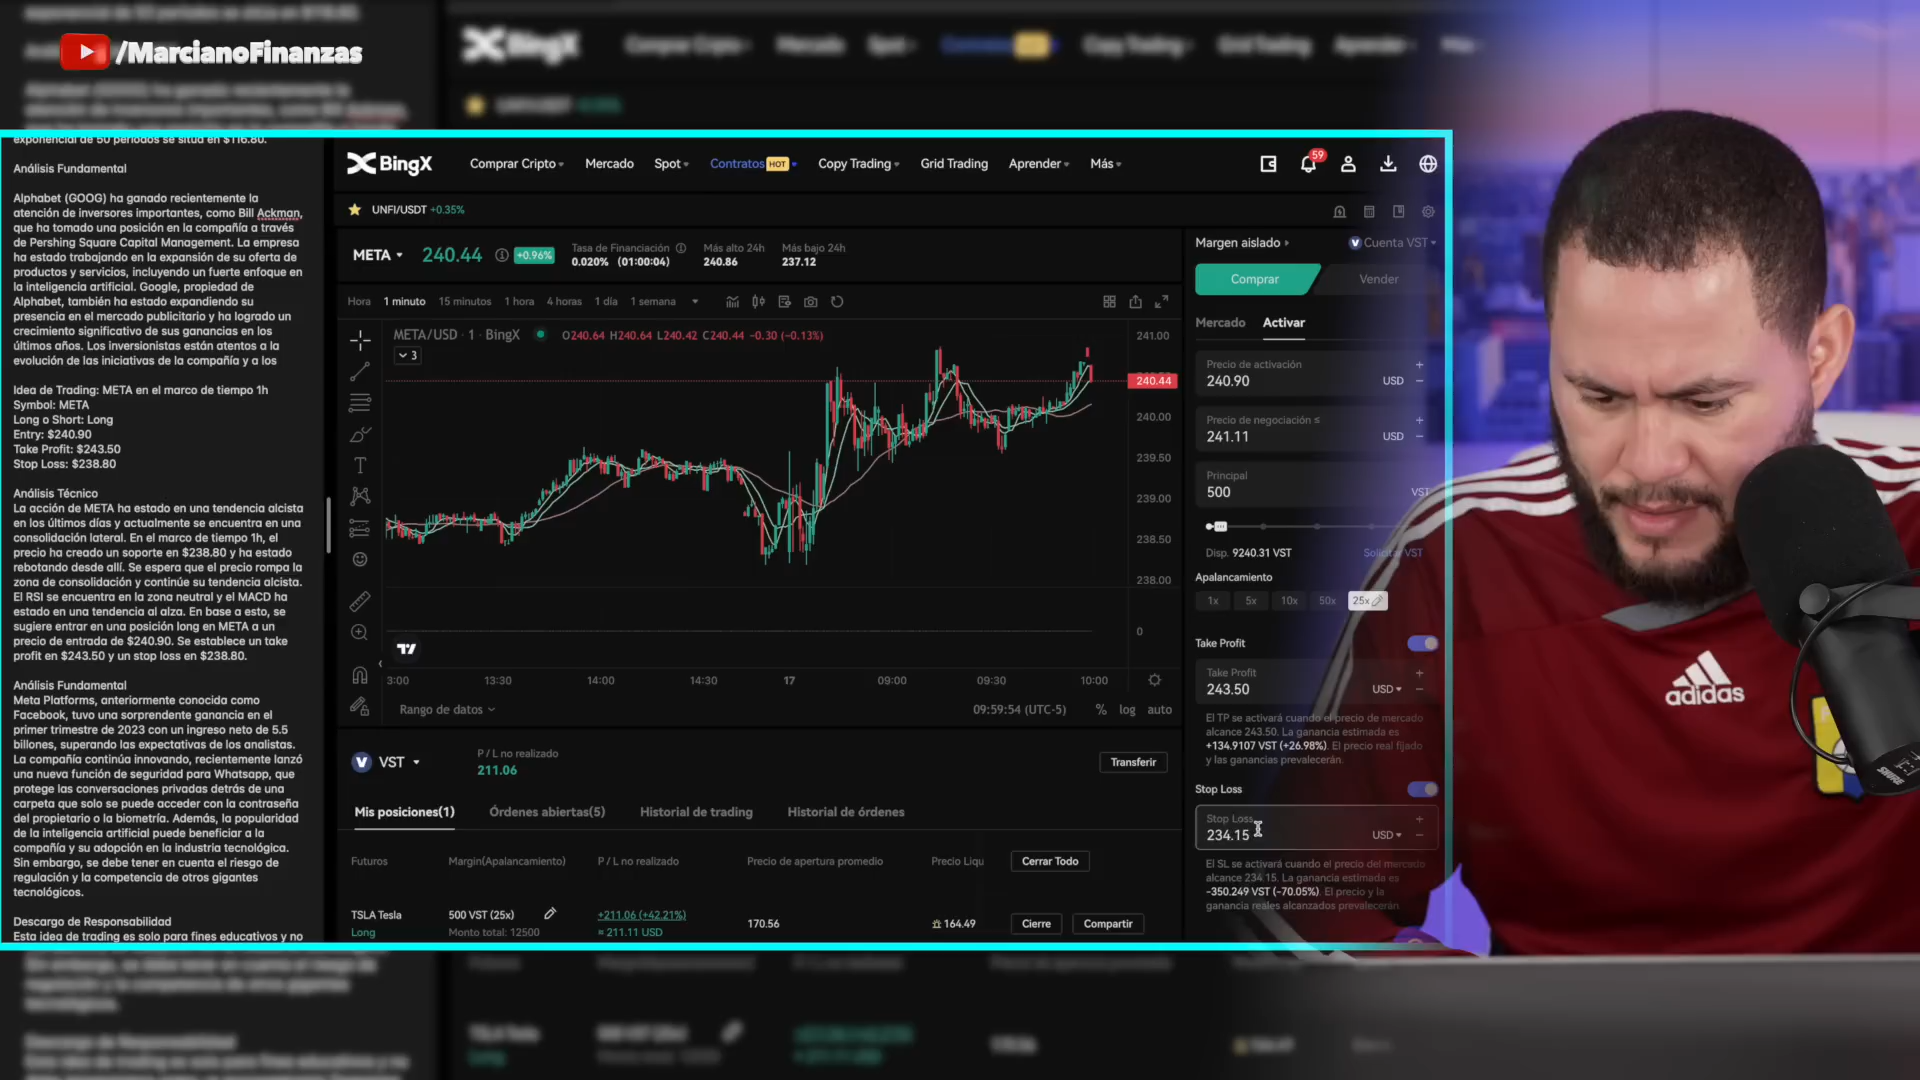 /MarcianoFinanzas
exponencial de 50 periodos se sitúa en $116.80.
Análisis Fundamental
Alphabet (GOOG) ha ganado recientemente la
atención de inversores importantes, como Bill Ackman,
que ha tomado una posición en la compañía a través
de Pershing Square Capital Management. La empresa
ha estado trabajando en la expansión de su oferta de
productos y servicios, incluyendo un fuerte enfoque en
la inteligencia artificial. Google, propiedad de
Alphabet, también ha estado expandiendo su
presencia en el mercado publicitario y ha logrado un
crecimiento significativo de sus ganancias en los
últimos años. Los inversionistas están atentos a la
evolución de las iniciativas de la compañía y a los
Idea de Trading: META en el marco de tiempo 1h
Symbol: META
Long o Short: Long
Entry: $240.90
Take Profit: $243.50
Stop Loss: $238.80
Análisis Técnico
La acción de META ha estado en una tendencia alcista
en los últimos días y actualmente se encuentra en una
consolidación lateral. En el marco de tiempo 1h, el
precio ha creado un soporte en $238.80 y ha estado
rebotando desde allí. Se espera que el precio rompa la
zona de consolidación y continúe su tendencia alcista.
El RSI se encuentra en la zona neutral y el MACD ha
estado en una tendencia al alza. En base a esto, se
sugiere entrar en una posición long en META a un
precio de entrada de $240.90. Se establece un take
profit en $243.50 y un stop loss en $238.80.
Análisis Fundamental
Meta Platforms, anteriormente conocida como
Facebook, tuvo una sorprendente ganancia en el
primer trimestre de 2023 con un ingreso neto de 5.5
billones, superando las expectativas de los analistas.
La compañía continúa innovando, recientemente lanzó
una nueva función de seguridad para Whatsapp, que
protege las conversaciones privadas detrás de una
carpeta que solo se puede acceder con la contraseña
del propietario o la biometría. Además, la popularidad
de la inteligencia artificial puede beneficiar a la
compañía y su adopción en la industria tecnológica.
Sin embargo, se debe tener en cuenta el riesgo de
regulación y la competencia de otros gigantes
tecnológicos.
Descargo de Responsabilidad
Esta idea de trading es solo para fines educativos y no
BingX Comprar Cripto Mercado Spot Contratos HOT Copy Trading Grid Trading Aprender Más 59
UNFI/USDT +0.35%
META 240.44 +0.96%
Tasa de Financiación Más alto 24h Más bajo 24h
0.020% (01:00:04) 240.86 237.12
Hora 1 minuto 15 minutos 1 hora 4 horas 1 día 1 semana
META/USD · 1 · BingX O240.64 H240.64 L240.42 C240.44 -0.30 (-0.13%)
3
241.00
240.44
240.00
239.50
239.00
238.50
238.00
0
3:00 13:30 14:00 14:30 17 09:00 09:30 10:00
Rango de datos 09:59:54 (UTC-5) % log auto
VST
P / L no realizado
211.06
Transferir
Mis posiciones(1) Órdenes abiertas(5) Historial de trading Historial de órdenes
Futuros Margin(Apalancamiento) P / L no realizado Precio de apertura promedio Precio Liqu Cerrar Todo
TSLA Tesla 500 VST (25x) +211.06 (+42.21%) 170.56 164.49 Cierre Compartir
Long Monto total: 12500 ≈ 211.11 USD
Margen aislado V Cuenta VST
Comprar Vender
Mercado Activar
Precio de activación
240.90 USD
Precio de negociación ≤
241.11 USD
Principal
500 VST
Disp. 9240.31 VST Solicitar VST
Apalancamiento
1x 5x 10x 50x 25x
Take Profit
Take Profit
243.50 USD
El TP se activará cuando el precio de mercado
alcance 243.50. La ganancia estimada es
+134.9107 VST (+26.98%). El precio real fijado
y las ganancias prevalecerán.
Stop Loss
Stop Loss
234.15 USD
El SL se activará cuando el precio del mercado
alcance 234.15. La ganancia estimada es
-350.249 VST (-70.05%). El precio y la
ganancia reales alcanzados prevalecerán.
adidas
SHURE